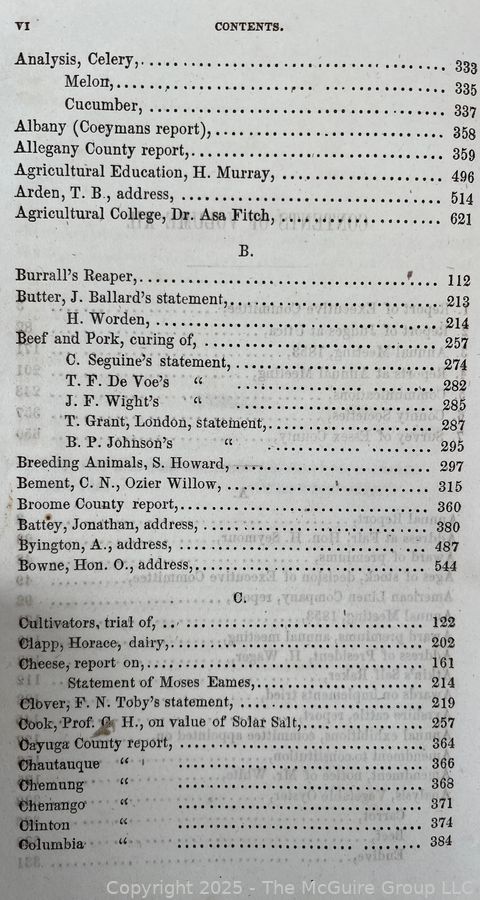 VI CONTENTS.
Analysis, Celery, 333
Melon, 335
Cucumber, 337
Albany (Coeymans report), 358
Allegany County report, 359
Agricultural Education, H. Murray, 496
Arden, T. B., address, 514
Agricultural College, Dr. Asa Fitch, 621
B.
Burrall's Reaper, 112
Butter, J. Ballard's statement, 213
H. Worden, 214
Beef and Pork, curing of, 257
C. Seguine's statement, 274
T. F. De Voe's “ 282
J. F. Wight's “ 285
T. Grant, London, statement, 287
B. P. Johnson's “ 295
Breeding Animals, S. Howard, 297
Bement, C. N., Ozier Willow, 315
Broome County report, 360
Battey, Jonathan, address, 380
Byington, A., address, 487
Bowne, Hon. O., address, 544
C.
Cultivators, trial of, 122
Clapp, Horace, dairy, 202
Cheese, report on, 161
Statement of Moses Eames, 214
Clover, F. N. Toby's statement, 219
Cook, Prof. G. H., on value of Solar Salt, 257
Cayuga County report, 364
Chautauque “ 366
Chemung “ 368
Chenango “ 371
Clinton “ 374
Columbia “ 384
Copyright 2025 - The McGuire Group LLC